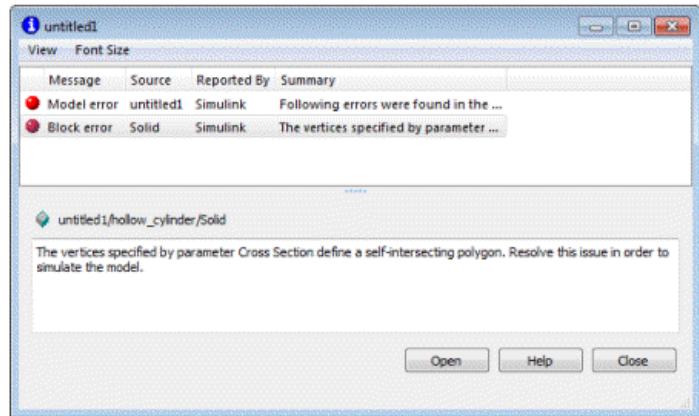 untitled1
View Font Size
Message Source Reported By Summary
Model error untitled1 Simulink Following errors were found in the ...
Block error Solid Simulink The vertices specified by parameter ...
untitled1/hollow_cylinder/Solid
The vertices specified by parameter Cross Section define a self-intersecting polygon. Resolve this issue in order to
simulate the model.
Open Help Close